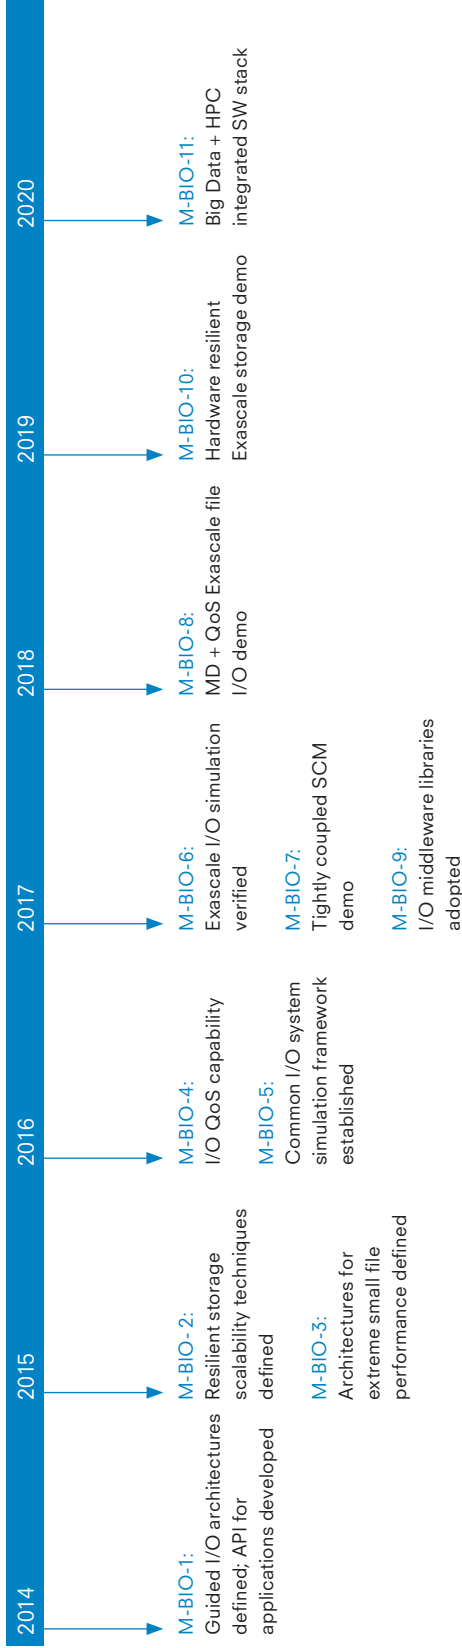 2014
M-BIO-1:
Guided I/O architectures
defined; API for
applications developed
2015
M-BIO- 2:
Resilient storage
scalability techniques
defined
M-BIO-3:
Architectures for
extreme small file
performance defined
2016
M-BIO-4:
I/O QoS capability
M-BIO-5:
Common I/O system
simulation framework
established
2017
M-BIO-6:
Exascale I/O simulation
verified
M-BIO-7:
Tightly coupled SCM
demo
M-BIO-9:
I/O middleware libraries
adopted
2018
M-BIO-8:
MD + QoS Exascale file
I/O demo
2019
M-BIO-10:
Hardware resilient
Exascale storage demo
2020
M-BIO-11:
Big Data + HPC
integrated SW stack